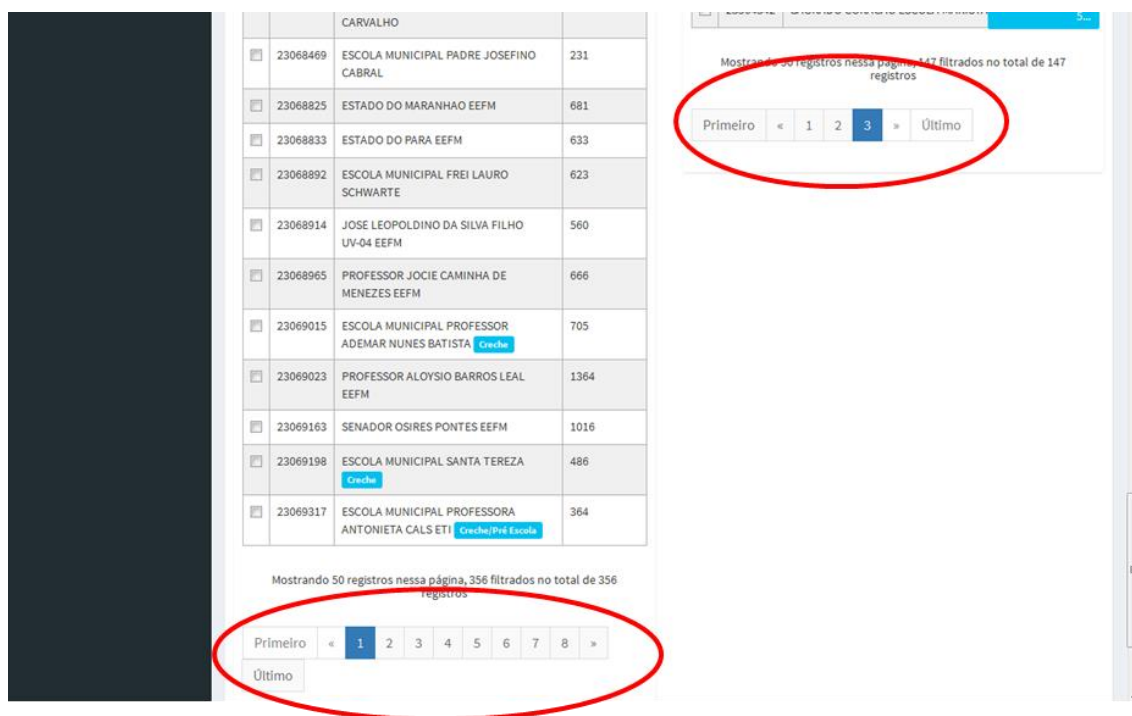 CARVALHO
23068469 ESCOLA MUNICIPAL PADRE JOSEFINO 231
CABRAL
23068825 ESTADO DO MARANHAO EEFM 681
23068833 ESTADO DO PARA EEFM 633
23068892 ESCOLA MUNICIPAL FREI LAURO 623
SCHWARTE
23068914 JOSE LEOPOLDINO DA SILVA FILHO 560
UV-04 EEFM
23068965 PROFESSOR JOCIE CAMINHA DE 666
MENEZES EEFM
23069015 ESCOLA MUNICIPAL PROFESSOR 705
ADEMAR NUNES BATISTA Creche
23069023 PROFESSOR ALOYSIO BARROS LEAL 1364
EEFM
23069163 SENADOR OSIRES PONTES EEFM 1016
23069198 ESCOLA MUNICIPAL SANTA TEREZA 486
Creche
23069317 ESCOLA MUNICIPAL PROFESSORA 364
ANTONIETA CALS ETI Creche/Pré Escola
Mostrando 50 registros nessa página, 356 filtrados no total de 356
registros
Primeiro « 1 2 3 4 5 6 7 8 »
Último
5...
Mostrando 50 registros nessa página, 147 filtrados no total de 147
registros
Primeiro « 1 2 3 » Último